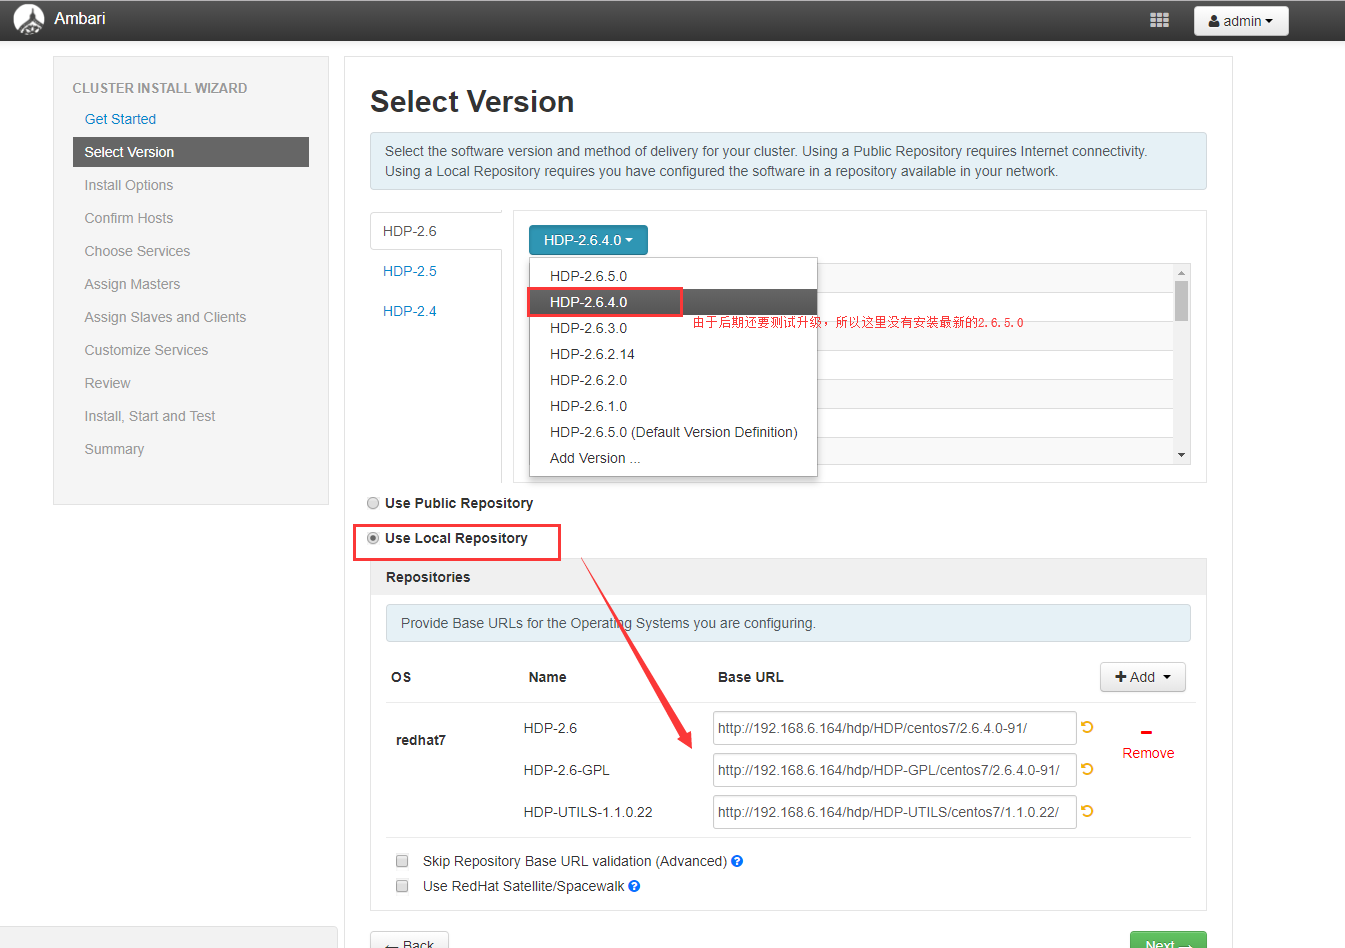 Ambari
admin
CLUSTER INSTALL WIZARD
Get Started
Select Version
Install Options
Confirm Hosts
Choose Services
Assign Masters
Assign Slaves and Clients
Customize Services
Review
Install, Start and Test
Summary
Select Version
Select the software version and method of delivery for your cluster. Using a Public Repository requires Internet connectivity.
Using a Local Repository requires you have configured the software in a repository available in your network.
HDP-2.6
HDP-2.5
HDP-2.4
HDP-2.6.4.0
HDP-2.6.5.0
HDP-2.6.4.0
由于后期还要测试升级，所以这里没有安装最新的2.6.5.0
HDP-2.6.3.0
HDP-2.6.2.14
HDP-2.6.2.0
HDP-2.6.1.0
HDP-2.6.5.0 (Default Version Definition)
Add Version ...
Use Public Repository
Use Local Repository
Repositories
Provide Base URLs for the Operating Systems you are configuring.
OS Name Base URL + Add
redhat7
HDP-2.6 http://192.168.6.164/hdp/HDP/centos7/2.6.4.0-91/
Remove
HDP-2.6-GPL http://192.168.6.164/hdp/HDP-GPL/centos7/2.6.4.0-91/
HDP-UTILS-1.1.0.22 http://192.168.6.164/hdp/HDP-UTILS/centos7/1.1.0.22/
Skip Repository Base URL validation (Advanced) ?
Use RedHat Satellite/Spacewalk ?
← Back
Next →